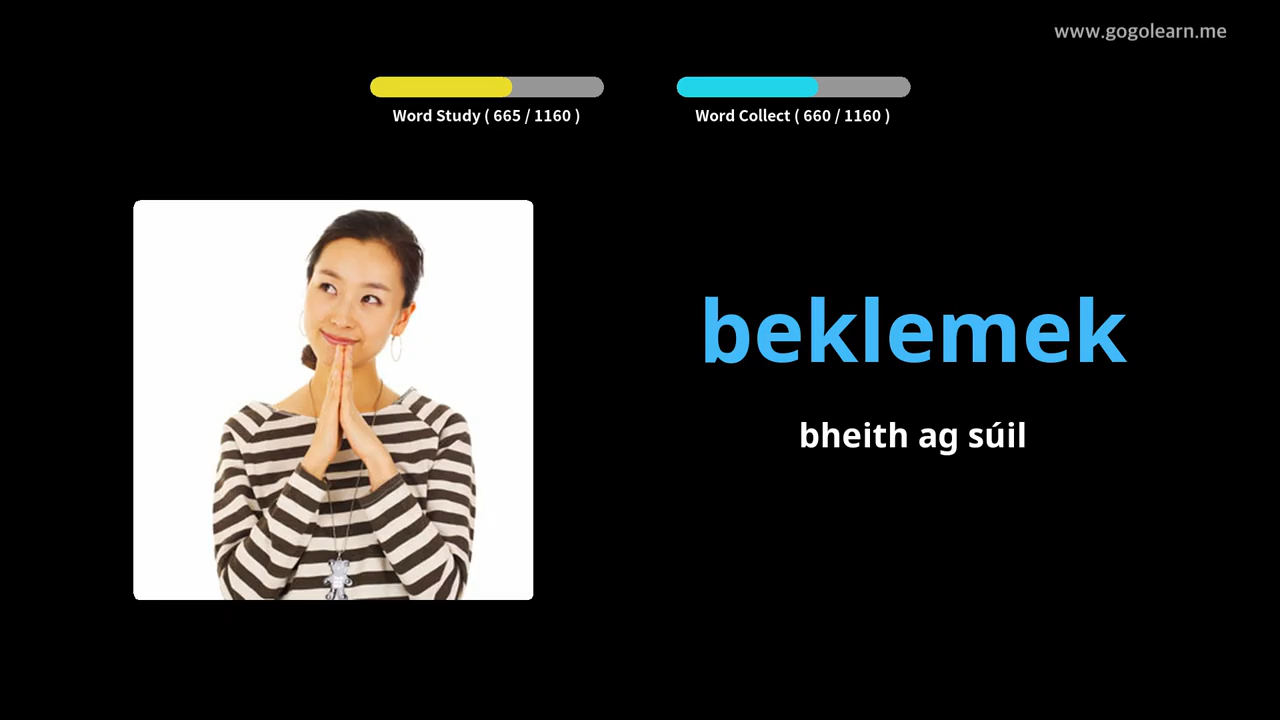 www.gogolearn.me
Word Study ( 665 / 1160 )
Word Collect ( 660 / 1160 )
beklemek
bheith ag súil